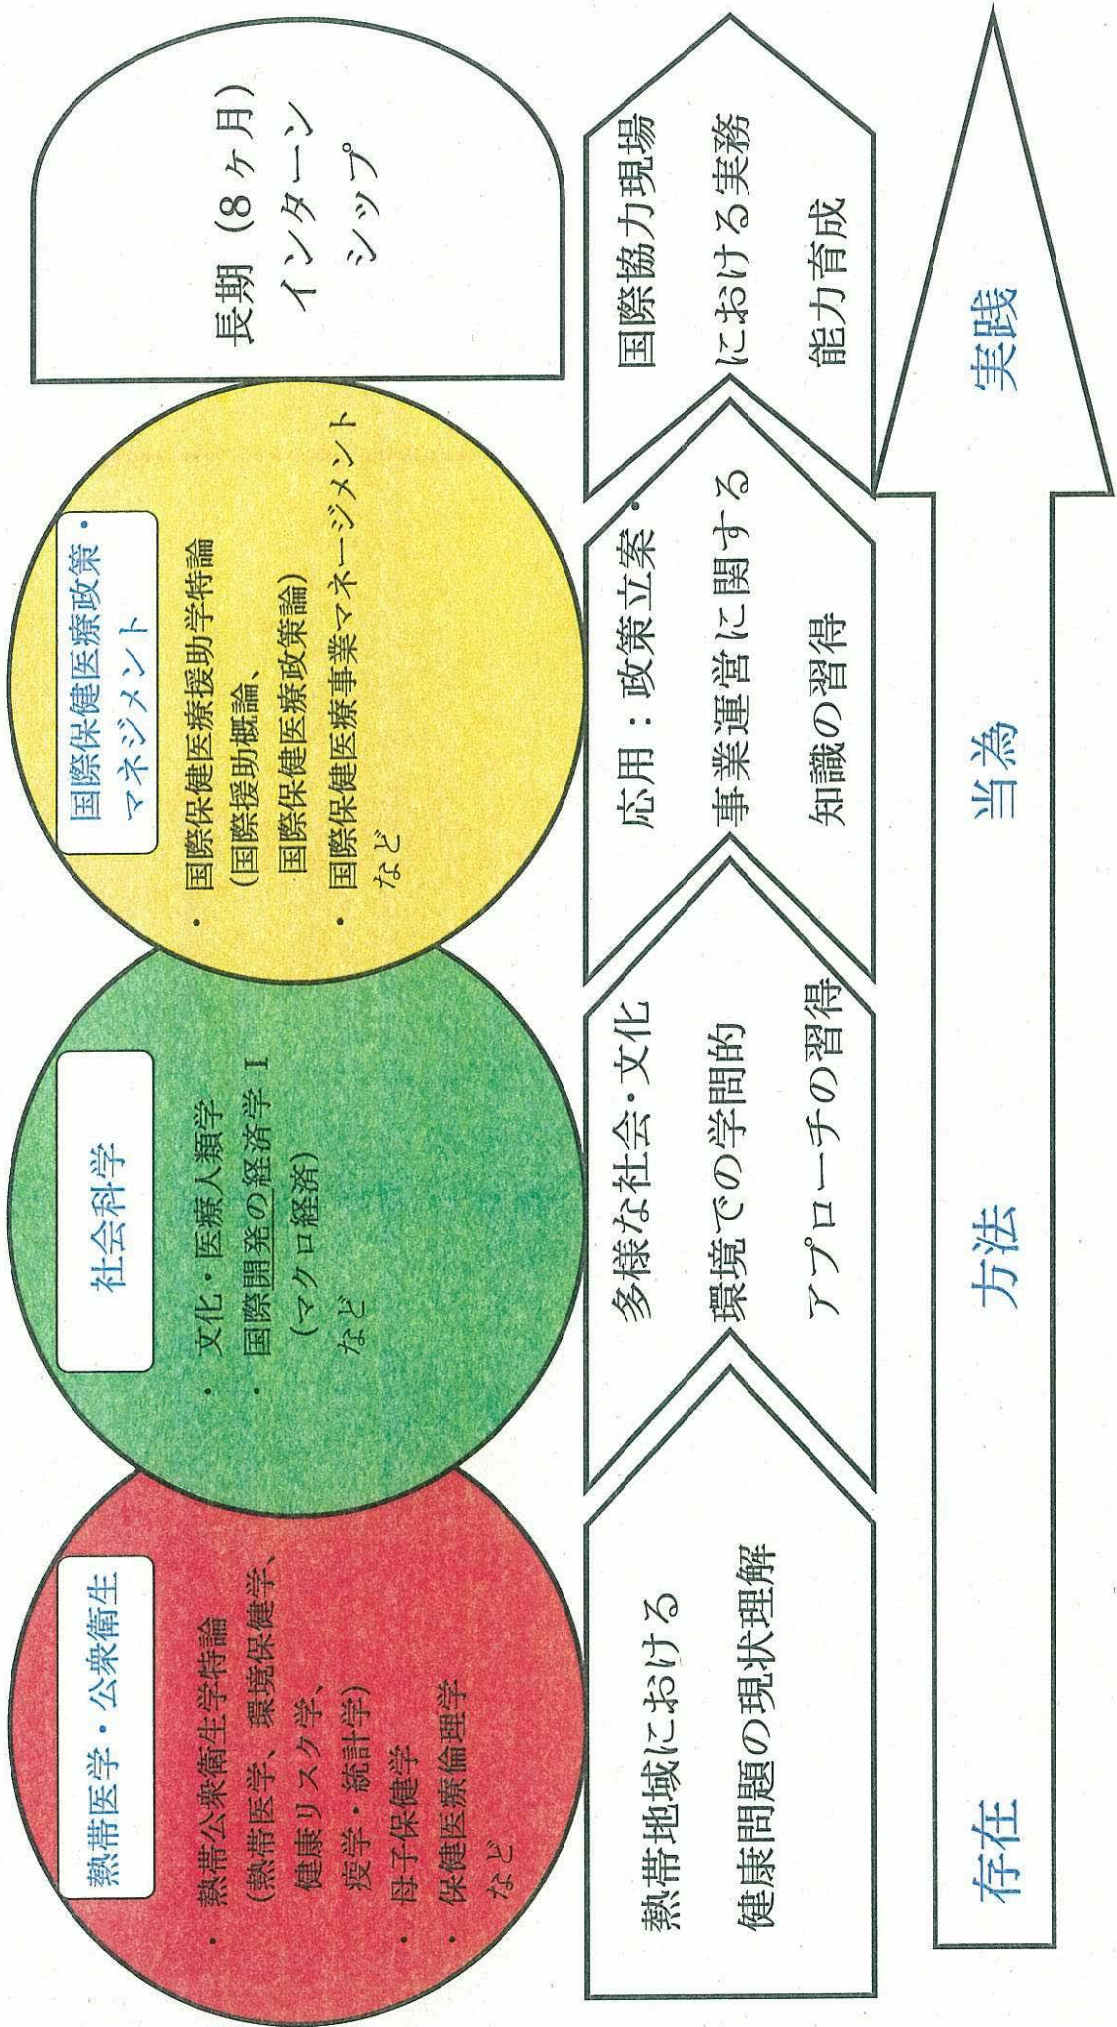 熱帯医学・公衆衛生
・ 熱帯公衆衛生学特論
(熱帯医学、環境保健学、
健康リスク学、
疫学・統計学)
・ 母子保健学
・ 保健医療倫理学
など
社会科学
・ 文化・医療人類学
・ 国際開発の経済学 I
(マクロ経済)
など
国際保健医療政策・
マネジメント
・ 国際保健医療援助学特論
(国際援助概論、
国際保健医療政策論)
・ 国際保健医療事業マネージメント
など
長期 (8 ヶ月)
インターン
シップ
熱帯地域における
健康問題の現状理解
多様な社会・文化
環境での学問的
アプローチの習得
応用：政策立案・
事業運営に関する
知識の習得
国際協力現場
における実務
能力育成
存在
方法
当為
実践